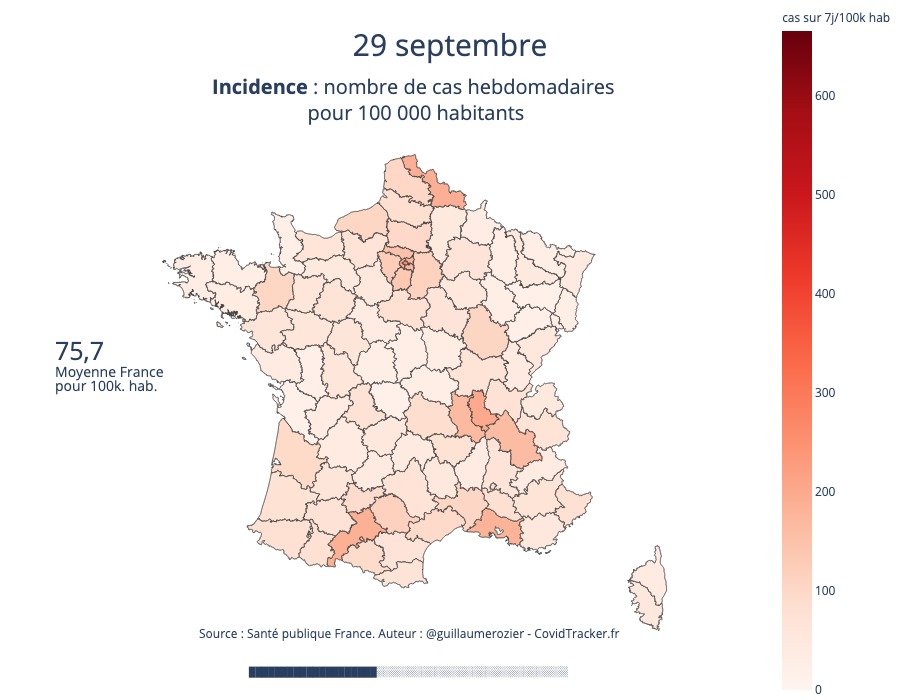 cas sur 7j/100k hab
29 septembre
Incidence : nombre de cas hebdomadaires
pour 100 000 habitants
600
500
400
300
200
100
0
75,7
Moyenne France
pour 100k. hab.
Source : Santé publique France. Auteur : @guillaumerozier - CovidTracker.fr